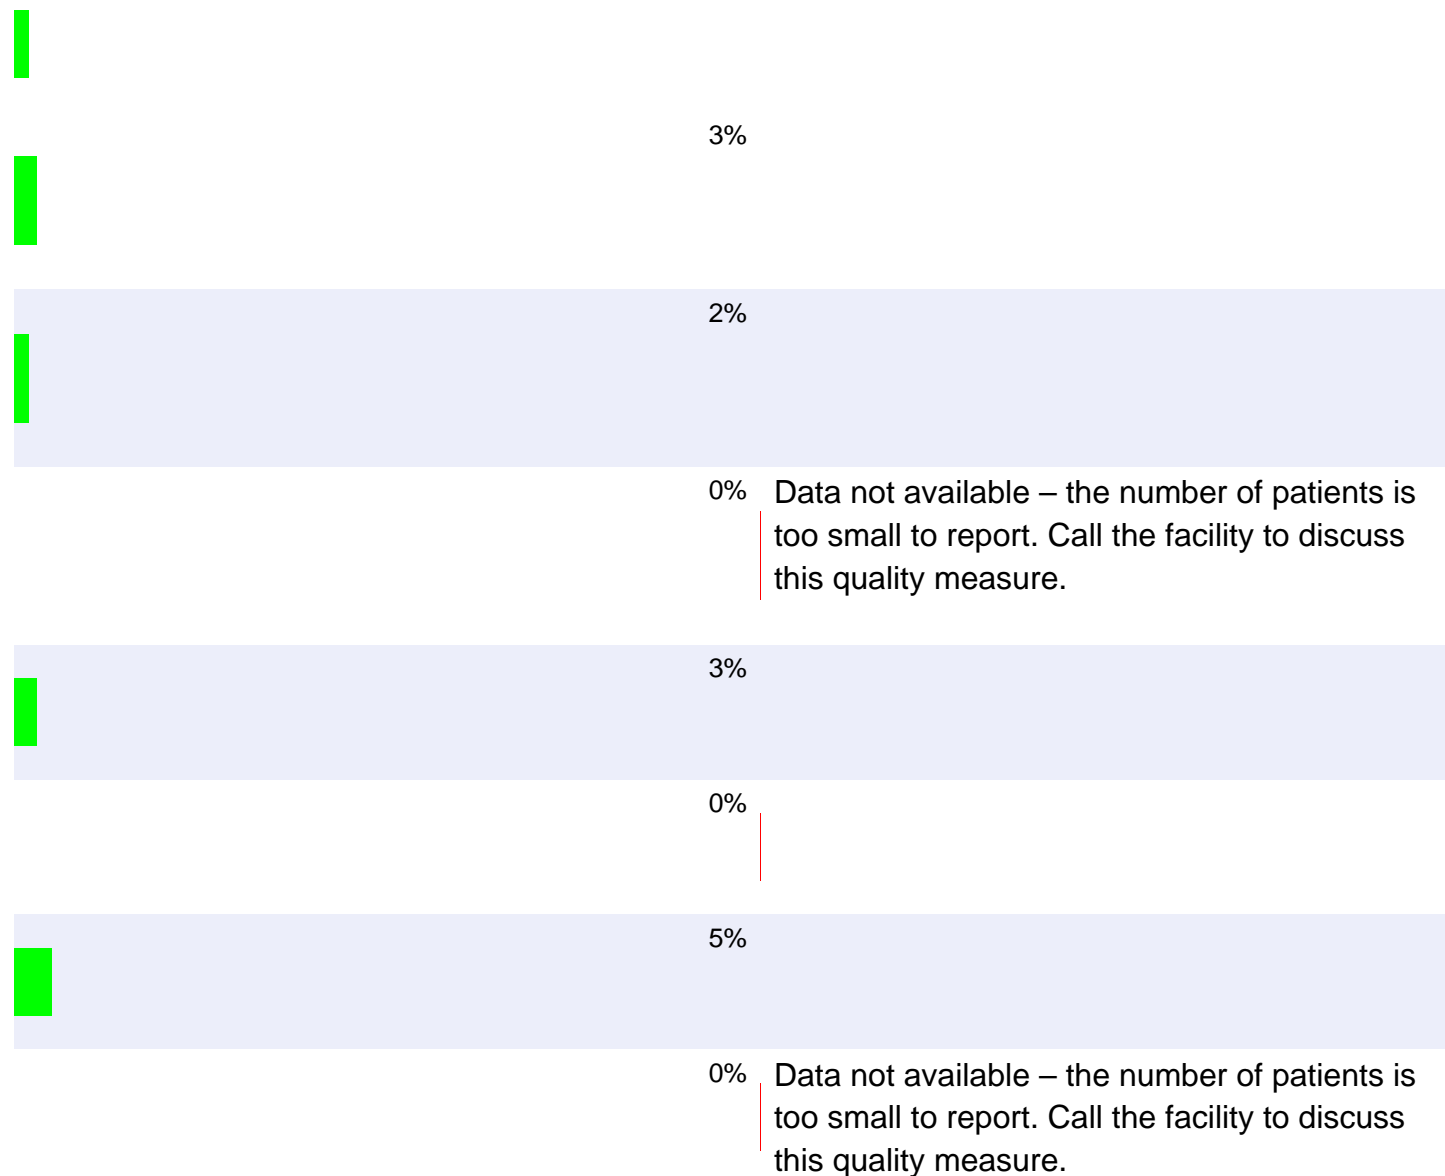 3%
2%
0% Data not available – the number of patients is
too small to report. Call the facility to discuss
this quality measure.
3%
0%
5%
0% Data not available – the number of patients is
too small to report. Call the facility to discuss
this quality measure.